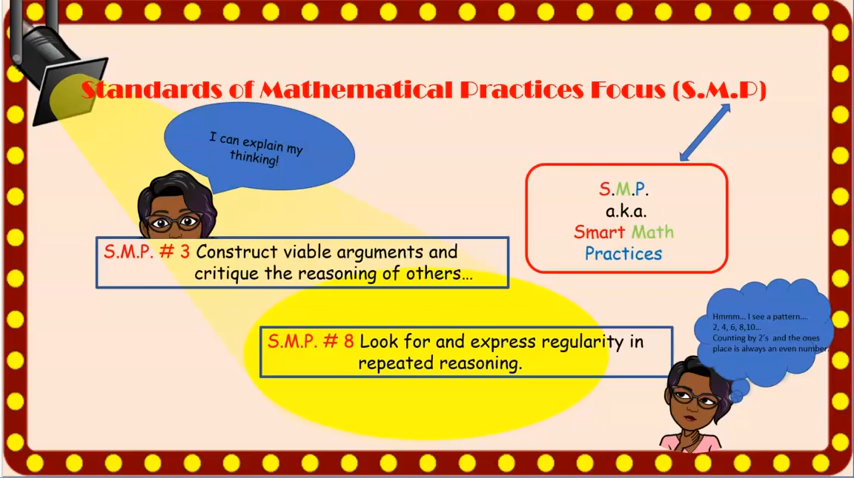 Standards of Mathematical Practices Focus (S.M.P)
I can explain my
thinking!
S.M.P.
a.k.a.
Smart Math
Practices
S.M.P. # 3 Construct viable arguments and
critique the reasoning of others...
S.M.P. # 8 Look for and express regularity in
repeated reasoning.
Hmmm... I see a pattern....
2, 4, 6, 8,10...
Counting by 2's and the ones
place is always an even number